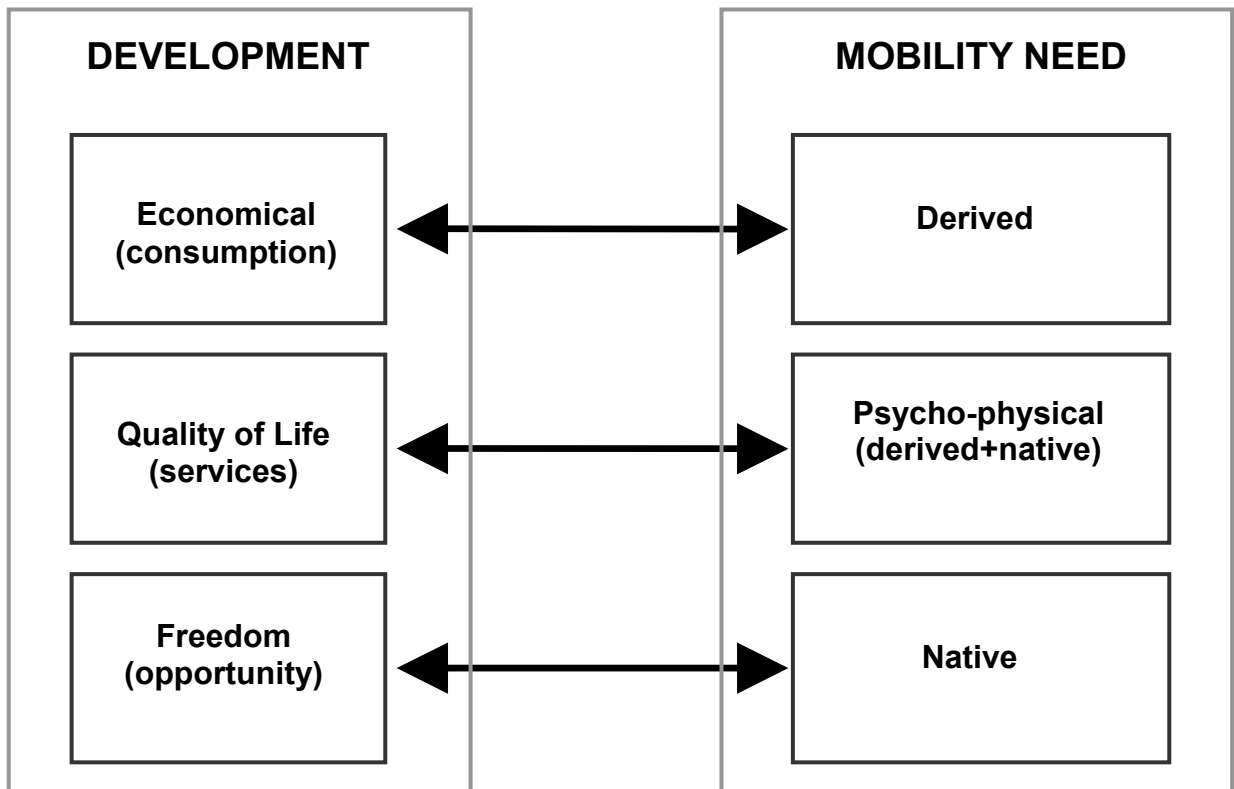 DEVELOPMENT
Economical
(consumption)
Quality of Life
(services)
Freedom
(opportunity)
MOBILITY NEED
Derived
Psycho-physical
(derived+native)
Native